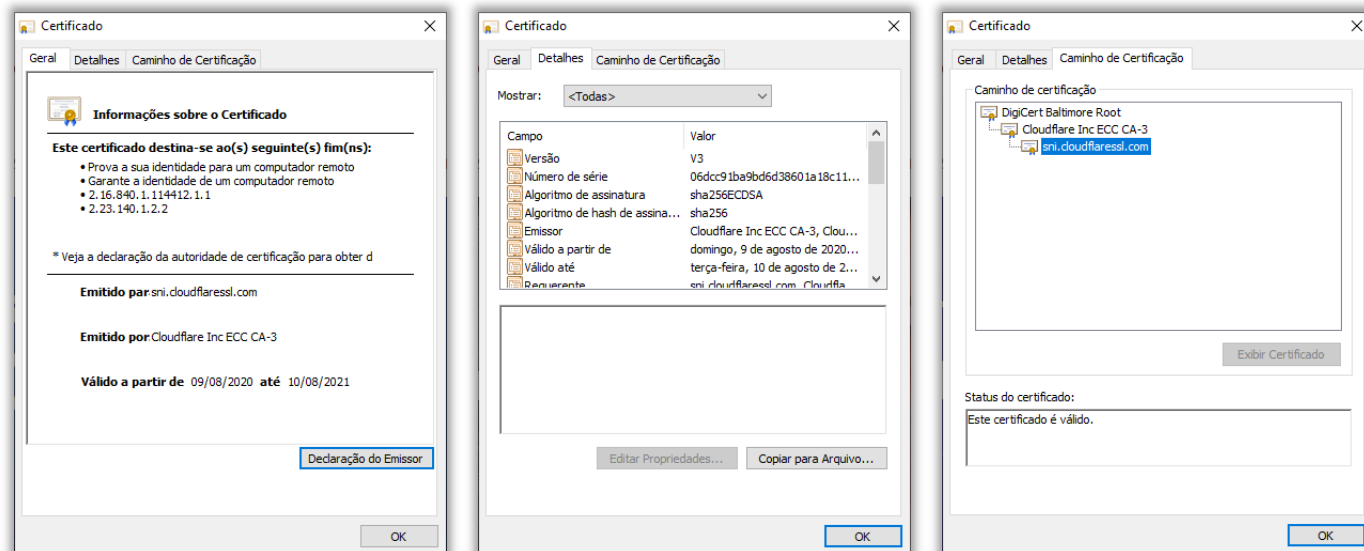 Certificado
Geral Detalhes Caminho de Certificação
Informações sobre o Certificado
Este certificado destina-se ao(s) seguinte(s) fim(ns):
• Prova a sua identidade para um computador remoto
• Garante a identidade de um computador remoto
• 2.16.840.1.114412.1.1
• 2.23.140.1.2.2
* Veja a declaração da autoridade de certificação para obter d
Emitido par sni.cloudflaressl.com
Emitido por Cloudflare Inc ECC CA-3
Válido a partir de 09/08/2020 até 10/08/2021
Declaração do Emissor
OK
Certificado
Geral Detalhes Caminho de Certificação
Mostrar: <Todas>
Campo Valor
Versão V3
Número de série 06dcc91ba9bd6d38601a18c11...
Algoritmo de assinatura sha256ECDSA
Algoritmo de hash de assina... sha256
Emissor Cloudflare Inc ECC CA-3, Clou...
Válido a partir de domingo, 9 de agosto de 2020...
Válido até terça-feira, 10 de agosto de 2...
Requerente sni.cloudflaressl.com, Cloudfla
Editar Propriedades... Copiar para Arquivo...
OK
Certificado
Geral Detalhes Caminho de Certificação
Caminho de certificação
DigiCert Baltimore Root
Cloudflare Inc ECC CA-3
sni.cloudflaressl.com
Exibir Certificado
Status do certificado:
Este certificado é válido.
OK